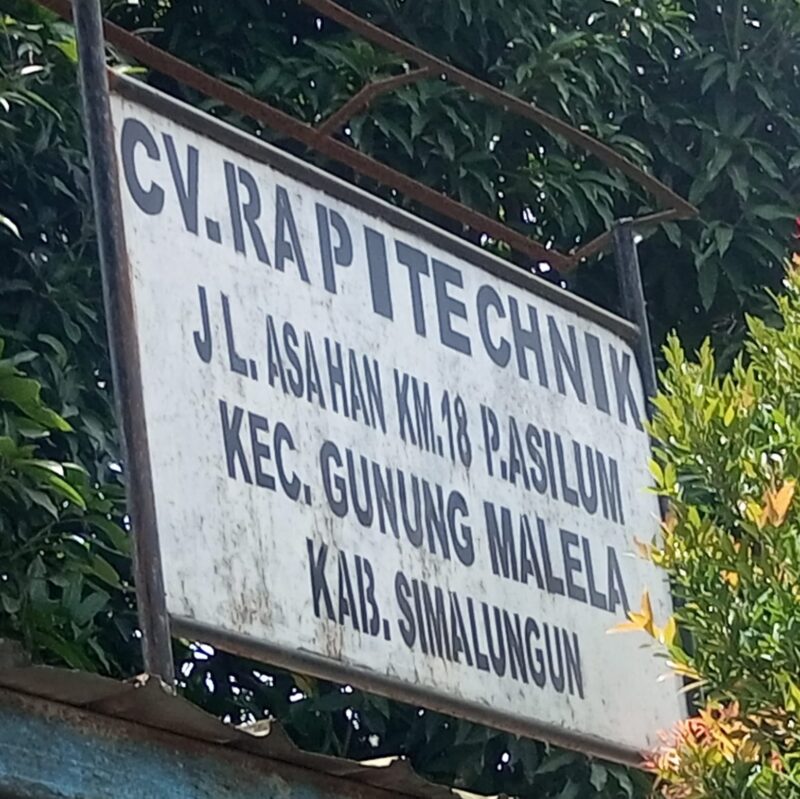 CV.RAPITECHNIK
JL. ASAHAN KM.18 P.ASILUM
KEC. GUNUNG MALELA
KAB. SIMALUNGUN